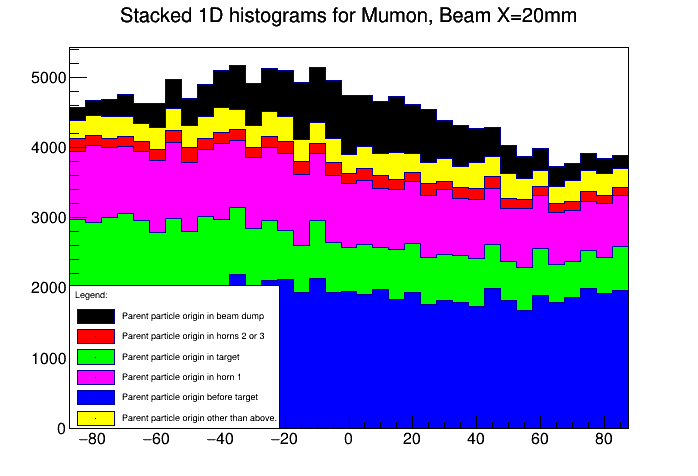 Stacked 1D histograms for Mumon, Beam X=20mm
5000
4000
3000
2000
1000
0
Legend:
Parent particle origin in beam dump
Parent particle origin in horns 2 or 3
Parent particle origin in target
Parent particle origin in horn 1
Parent particle origin before target
Parent particle origin other than above.
−80 −60 −40 −20 0 20 40 60 80